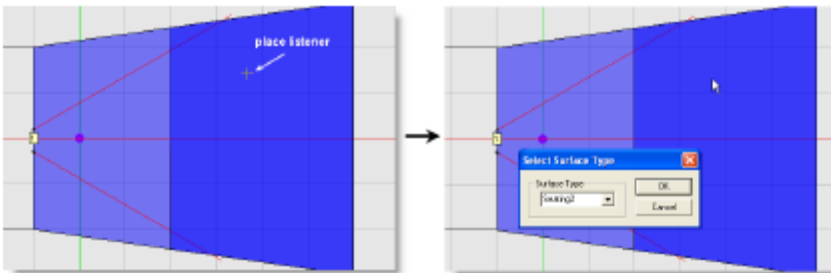 place listener
Select Surface Type
Surface Type
OK
Seating2
Cancel